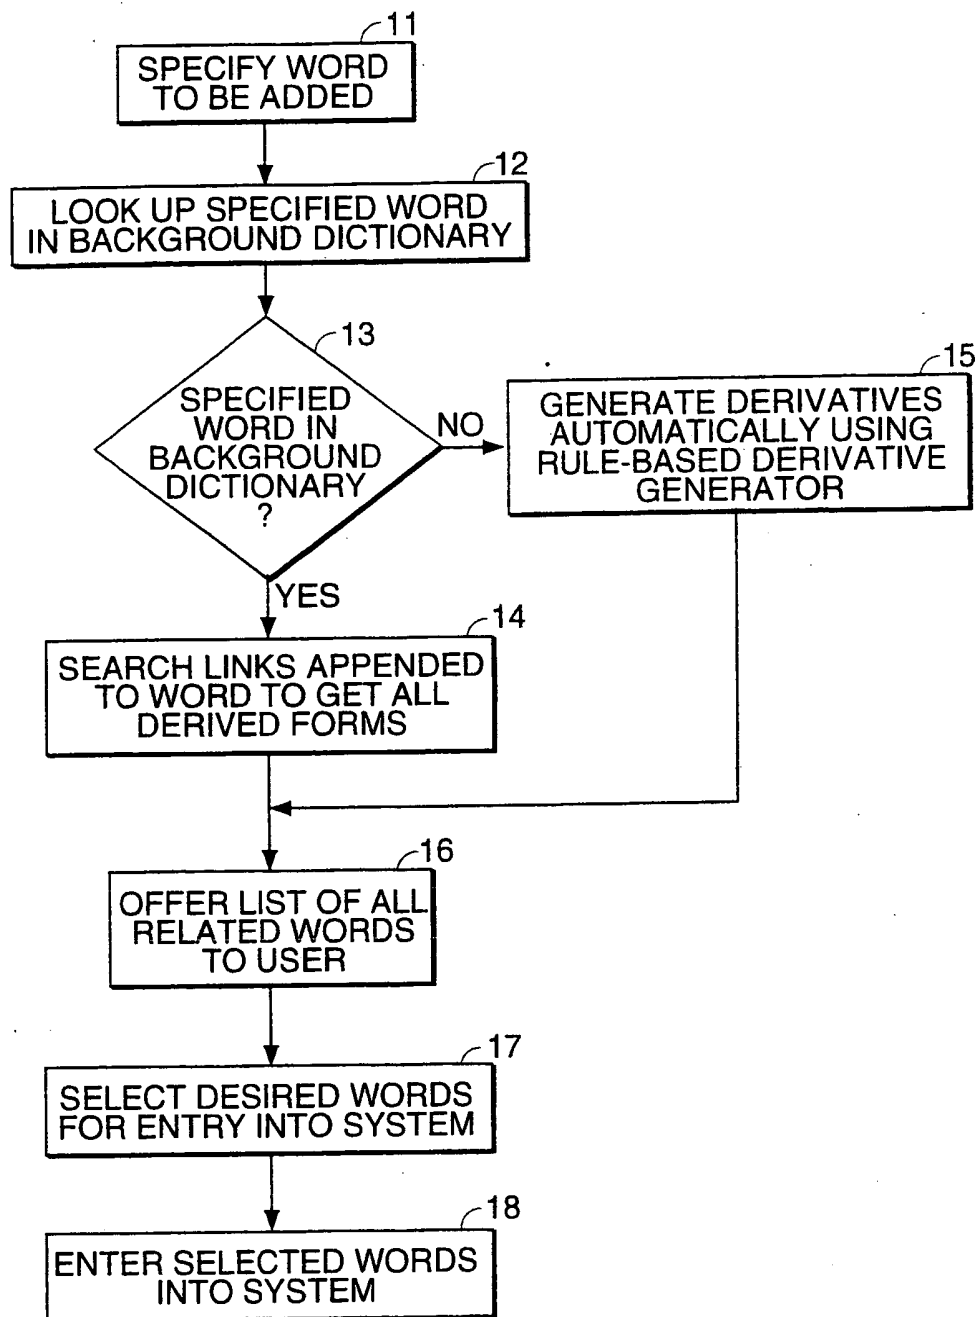 11
SPECIFY WORD
TO BE ADDED
12
LOOK UP SPECIFIED WORD
IN BACKGROUND DICTIONARY
13
SPECIFIED
WORD IN
BACKGROUND
DICTIONARY
?
NO
15
GENERATE DERIVATIVES
AUTOMATICALLY USING
RULE-BASED DERIVATIVE
GENERATOR
YES
14
SEARCH LINKS APPENDED
TO WORD TO GET ALL
DERIVED FORMS
16
OFFER LIST OF ALL
RELATED WORDS
TO USER
17
SELECT DESIRED WORDS
FOR ENTRY INTO SYSTEM
18
ENTER SELECTED WORDS
INTO SYSTEM